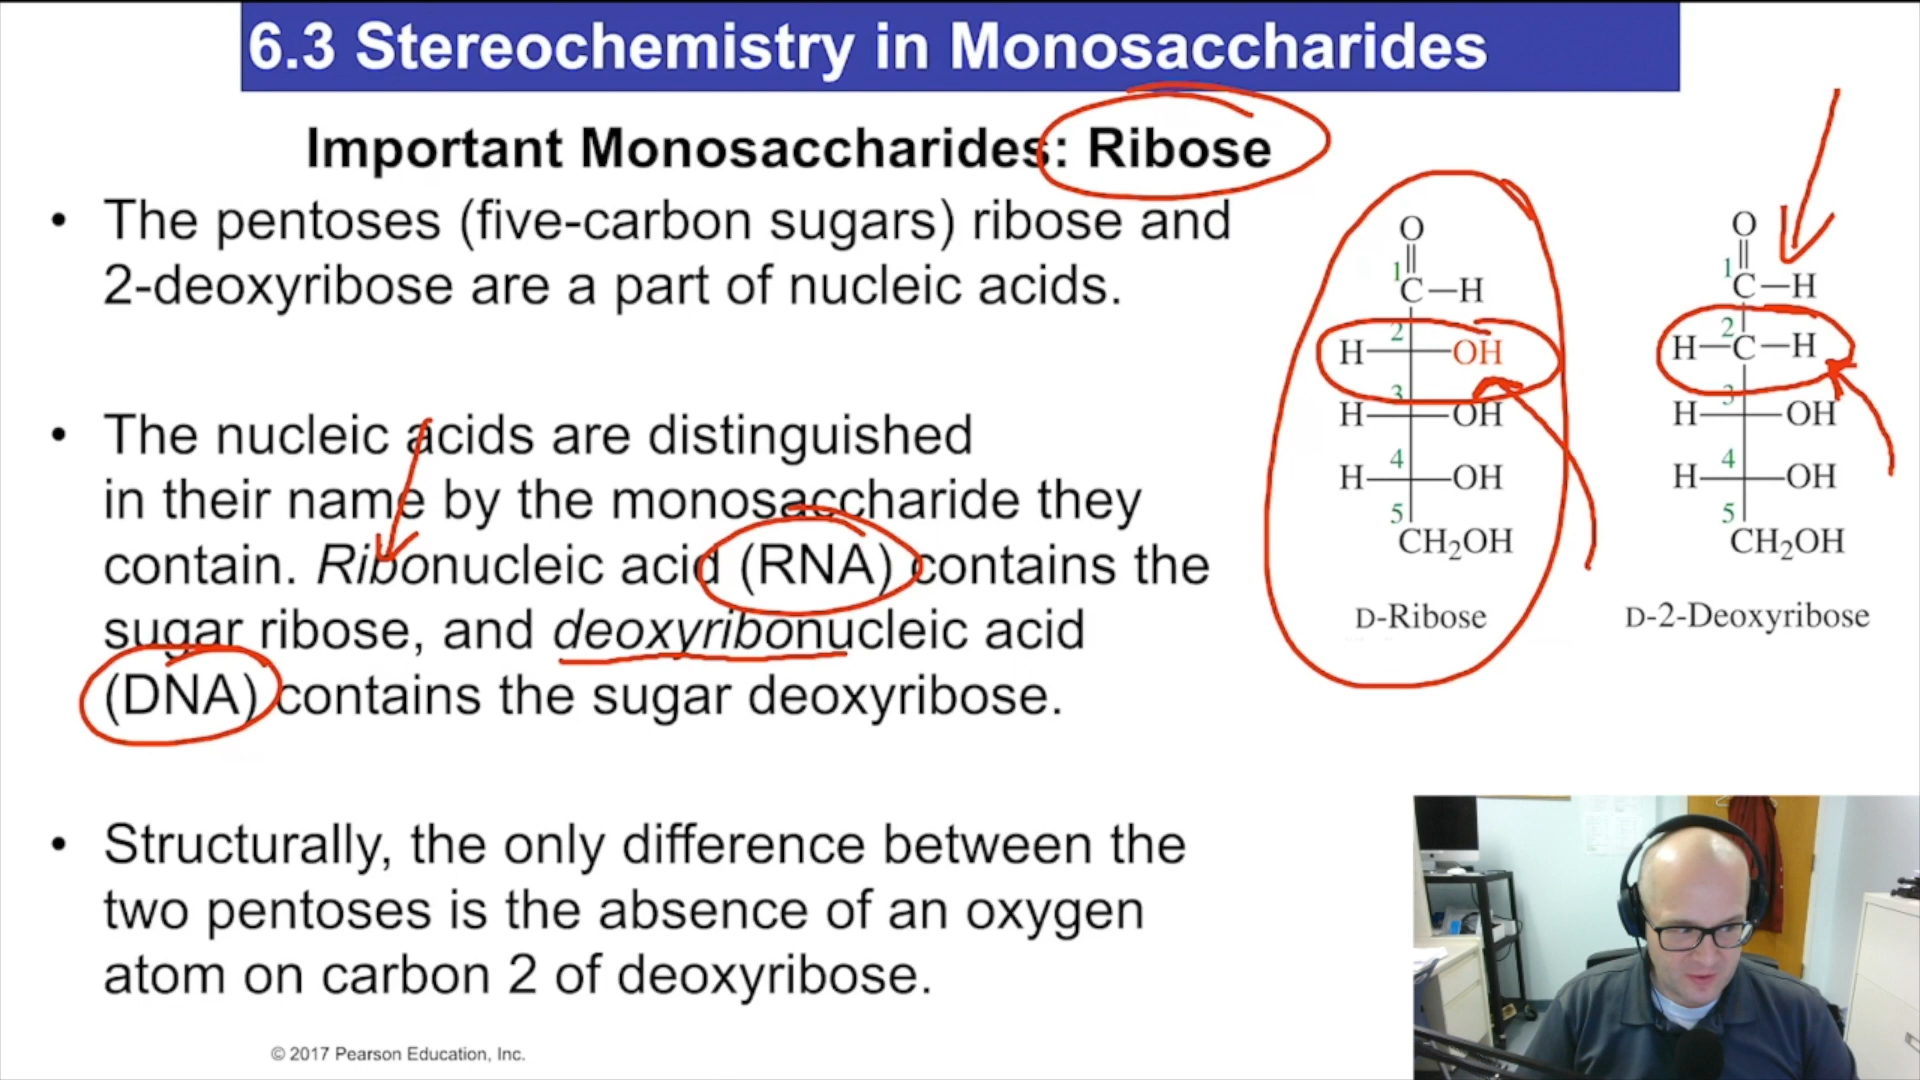 6.3 Stereochemistry in Monosaccharides
Important Monosaccharides: Ribose
• The pentoses (five-carbon sugars) ribose and
2-deoxyribose are a part of nucleic acids.
• The nucleic acids are distinguished
in their name by the monosaccharide they
contain. Ribonucleic acid (RNA) contains the
sugar ribose, and deoxyribonucleic acid
(DNA) contains the sugar deoxyribose.
• Structurally, the only difference between the
two pentoses is the absence of an oxygen
atom on carbon 2 of deoxyribose.
© 2017 Pearson Education, Inc.
O
1
C—H
2
H OH
3
H OH
4
H OH
5
CH₂OH
D-Ribose
O
1
C—H
2
H—C—H
3
H OH
4
H OH
5
CH₂OH
D-2-Deoxyribose